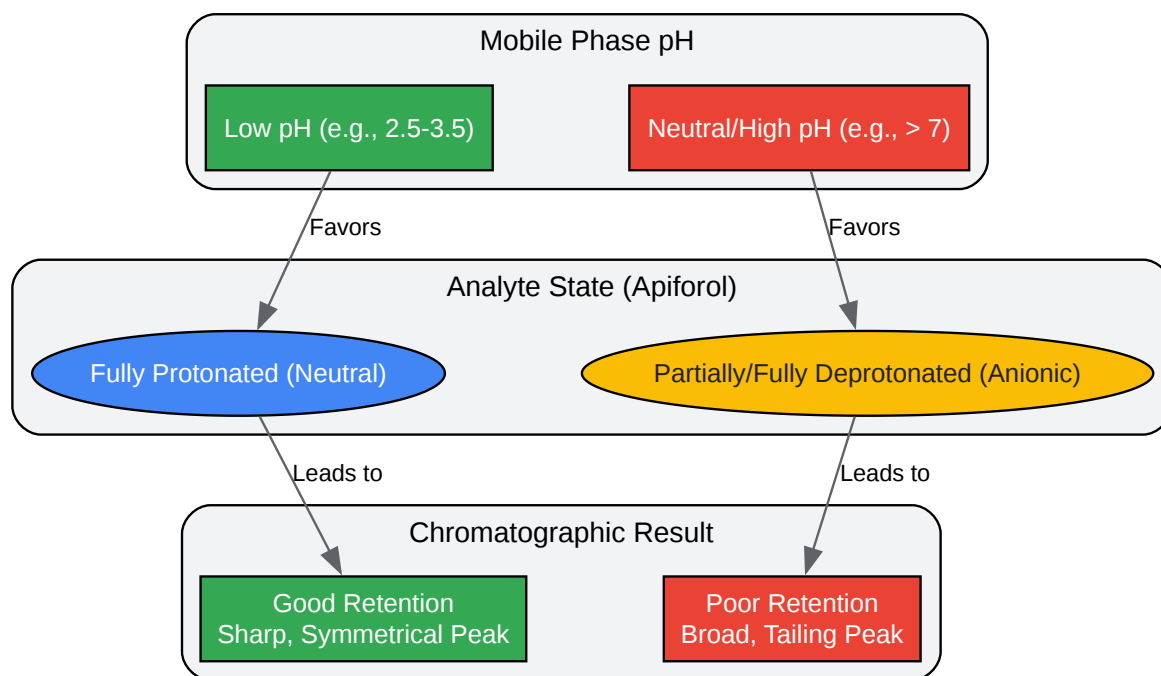 Mobile Phase pH
Low pH (e.g., 2.5-3.5)
Neutral/High pH (e.g., > 7)
Favors
Favors
Analyte State (Apiforol)
Fully Protonated (Neutral)
Partially/Fully Deprotonated (Anionic)
Leads to
Leads to
Chromatographic Result
Good Retention
Sharp, Symmetrical Peak
Poor Retention
Broad, Tailing Peak